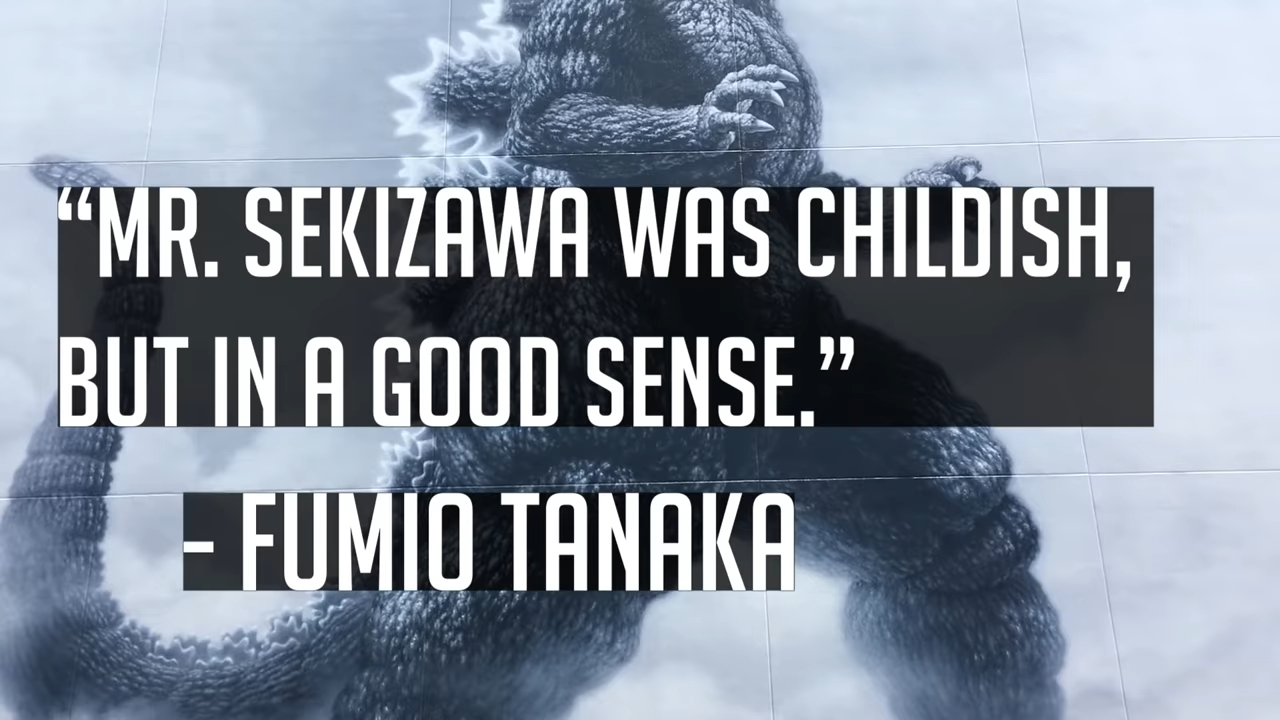 “MR. SEKIZAWA WAS CHILDISH,
BUT IN A GOOD SENSE.”
- FUMIO TANAKA